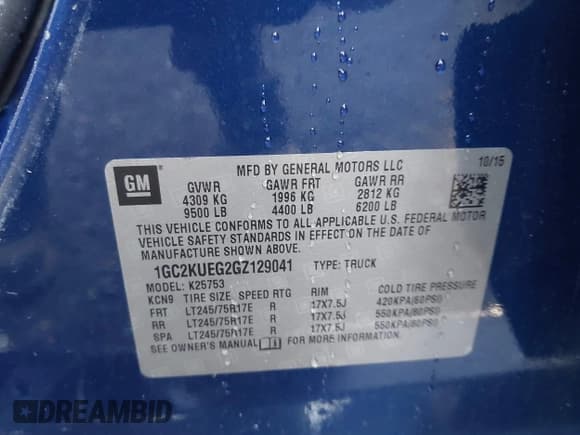 GM
MFD BY GENERAL MOTORS LLC
10/15
GVWR GAWR FRT GAWR RR
4309 KG 1996 KG 2812 KG
9500 LB 4400 LB 6200 LB
THIS VEHICLE CONFORMS TO ALL APPLICABLE U.S. FEDERAL MOTOR
VEHICLE SAFETY STANDARDS IN EFFECT ON THE DATE OF
MANUFACTURE SHOWN ABOVE.
1GC2KUEG2GZ129041 TYPE: TRUCK
MODEL: K25753
KCN9 TIRE SIZE SPEED RTG RIM COLD TIRE PRESSURE
FRT LT245/75R17E R 17X7.5J 420KPA(60PSI)
RR LT245/75R17E R 17X7.5J 550KPA(80PSI)
SPA LT245/75R17E R 17X7.5J 550KPA(80PSI)
SEE OWNER'S MANUAL FOR MORE INFORMATION.
DREAMBID